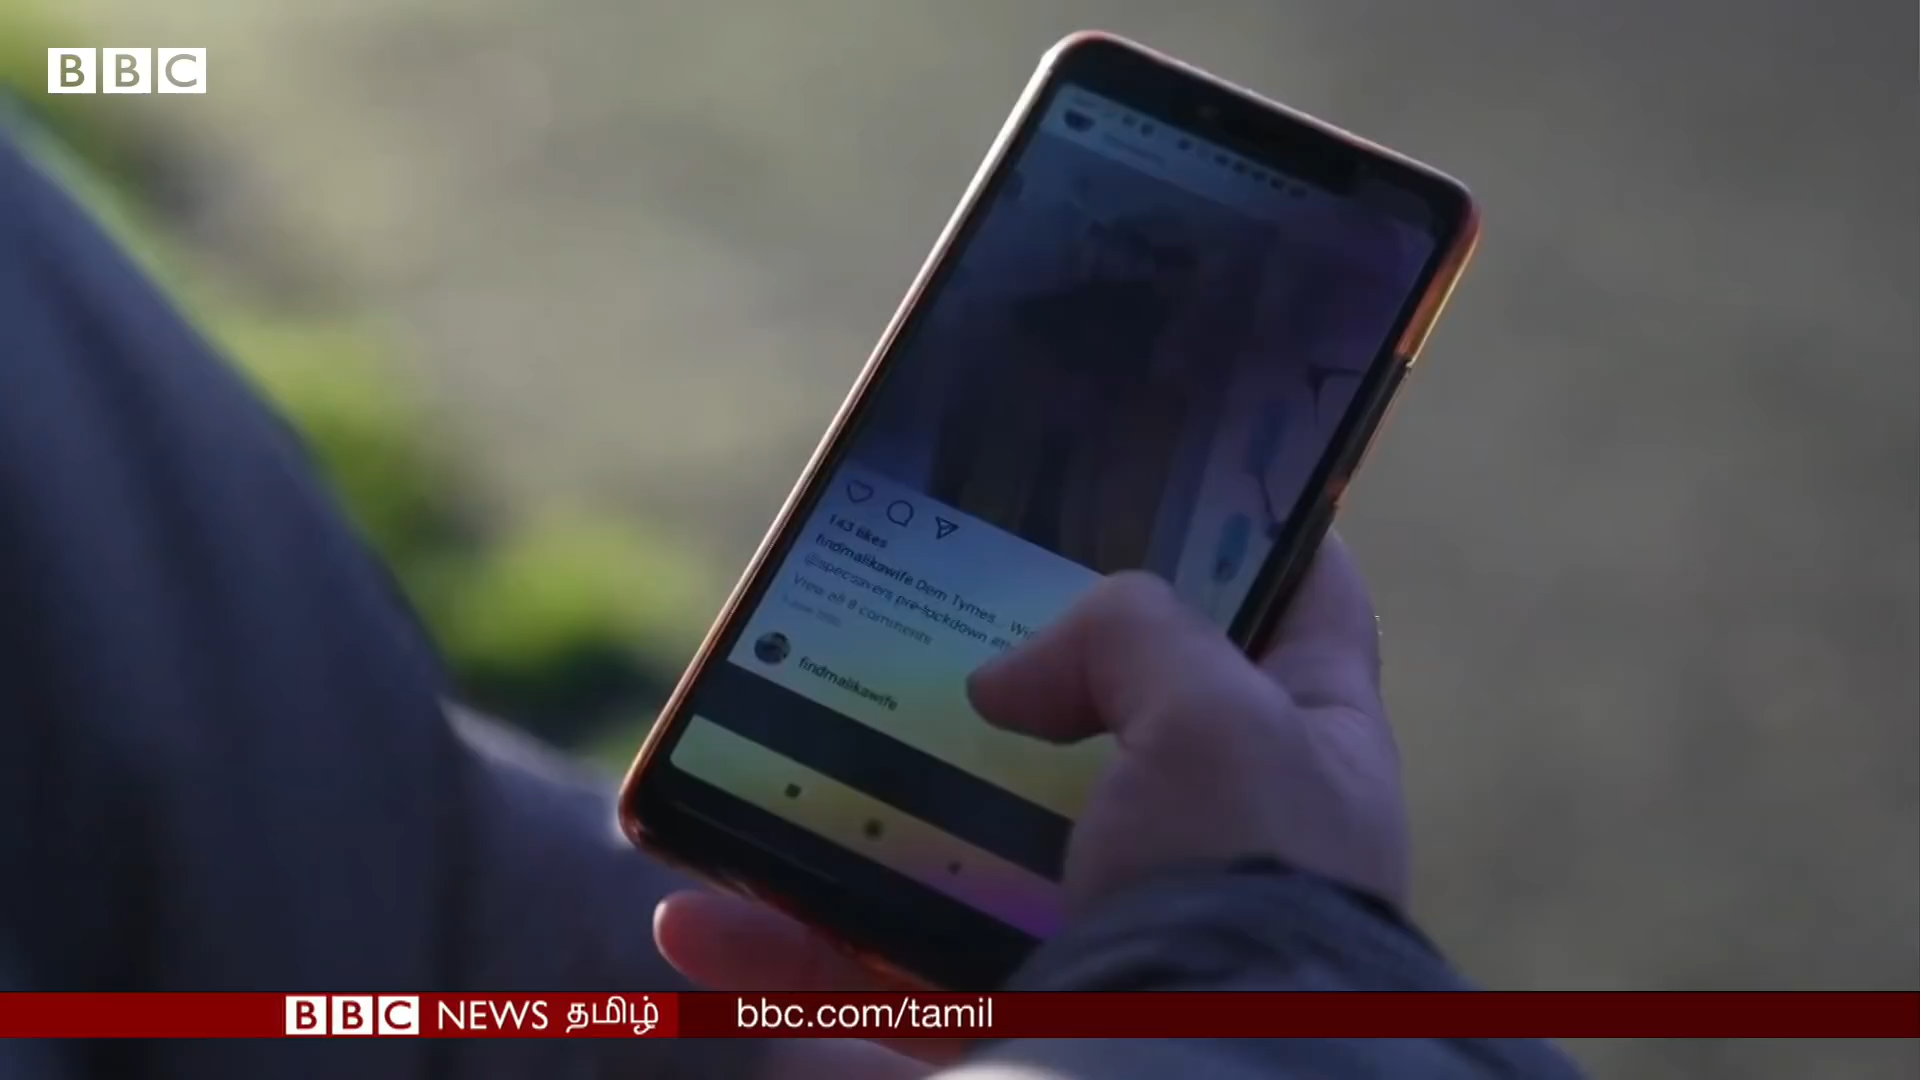 BBC
143 likes
findmalikawife Dem Tymes...
@specsavers pre-lockdown
View all 8 comments
findmalikawife
BBC NEWS தமிழ் bbc.com/tamil